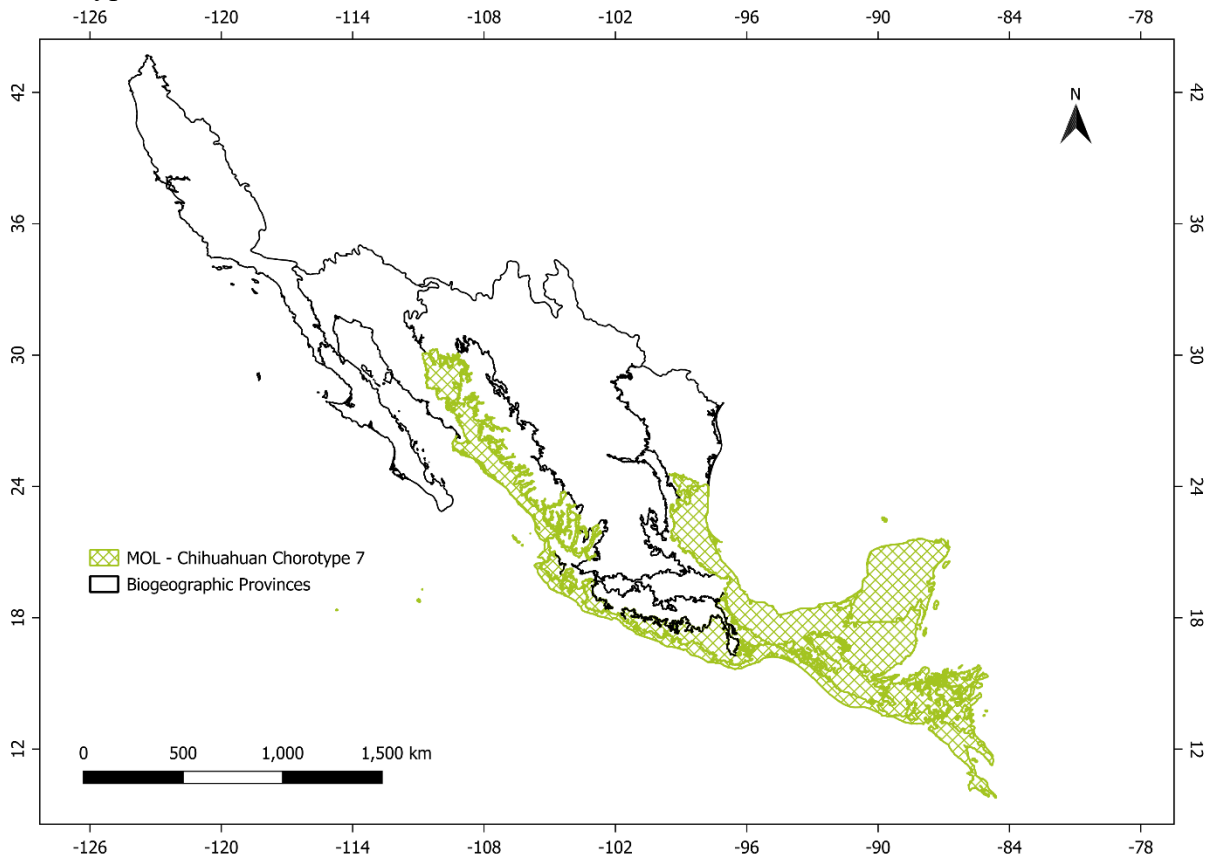 -126 -120 -114 -108 -102 -96 -90 -84 -78
42 42
N
36 36
30 30
24 24
MOL - Chihuahuan Chorotype 7
Biogeographic Provinces
18 18
12 12
0 500 1,000 1,500 km
-126 -120 -114 -108 -102 -96 -90 -84 -78